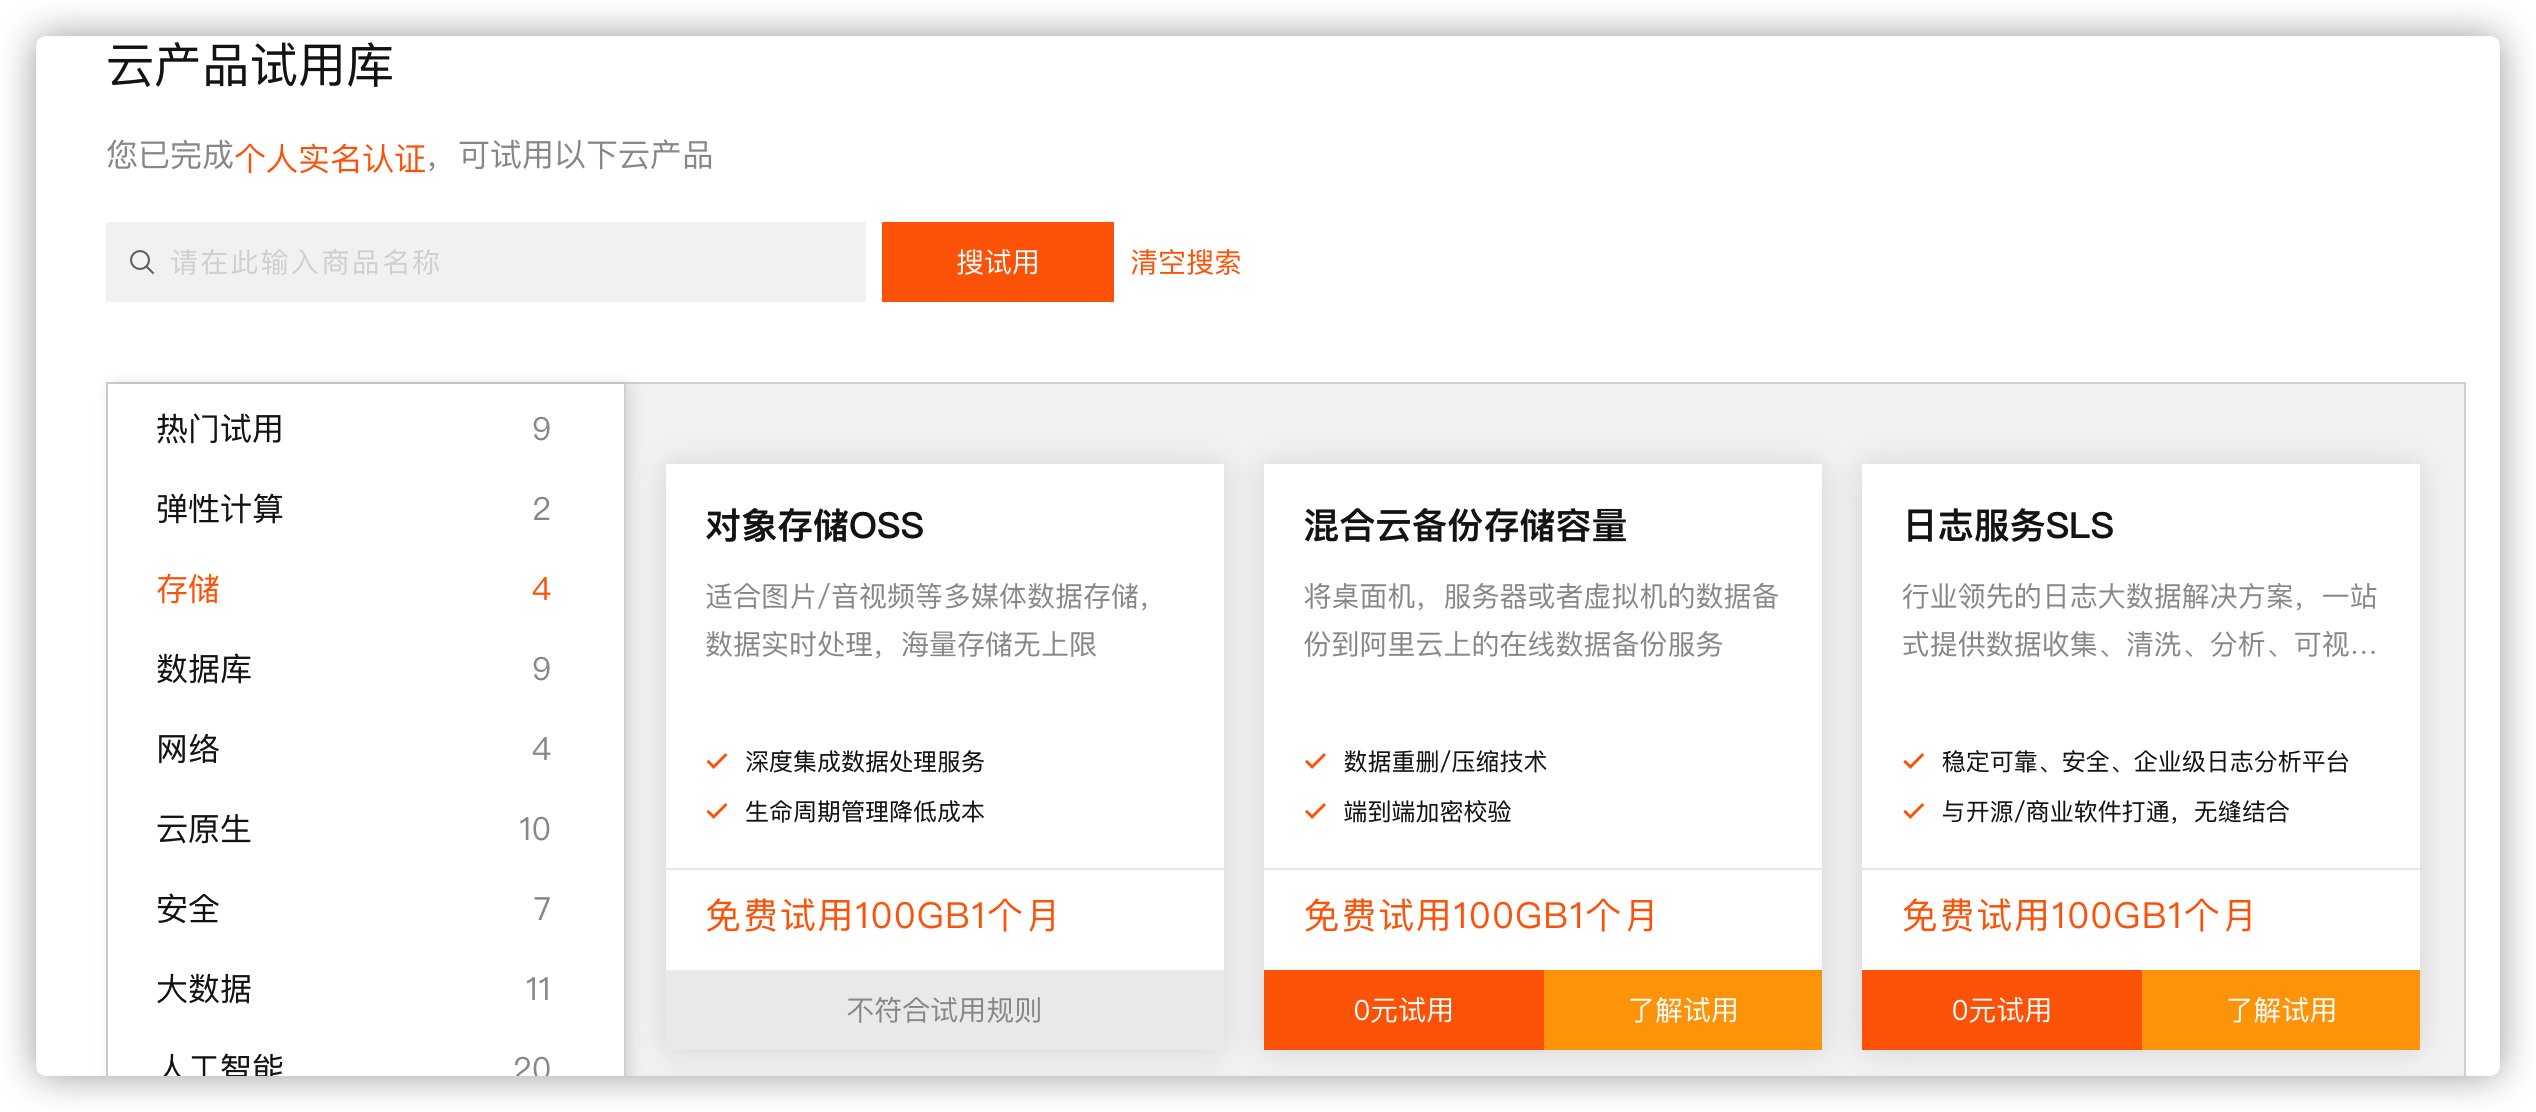 云产品试用库
您已完成个人实名认证，可试用以下云产品
请在此输入商品名称
搜试用
清空搜索
热门试用 9
弹性计算 2
存储 4
数据库 9
网络 4
云原生 10
安全 7
大数据 11
人工智能 20
对象存储OSS
适合图片/音视频等多媒体数据存储，
数据实时处理，海量存储无上限
深度集成数据处理服务
生命周期管理降低成本
免费试用100GB1个月
不符合试用规则
混合云备份存储容量
将桌面机，服务器或者虚拟机的数据备
份到阿里云上的在线数据备份服务
数据重删/压缩技术
端到端加密校验
免费试用100GB1个月
0元试用
了解试用
日志服务SLS
行业领先的日志大数据解决方案，一站
式提供数据收集、清洗、分析、可视...
稳定可靠、安全、企业级日志分析平台
与开源/商业软件打通，无缝结合
免费试用100GB1个月
0元试用
了解试用